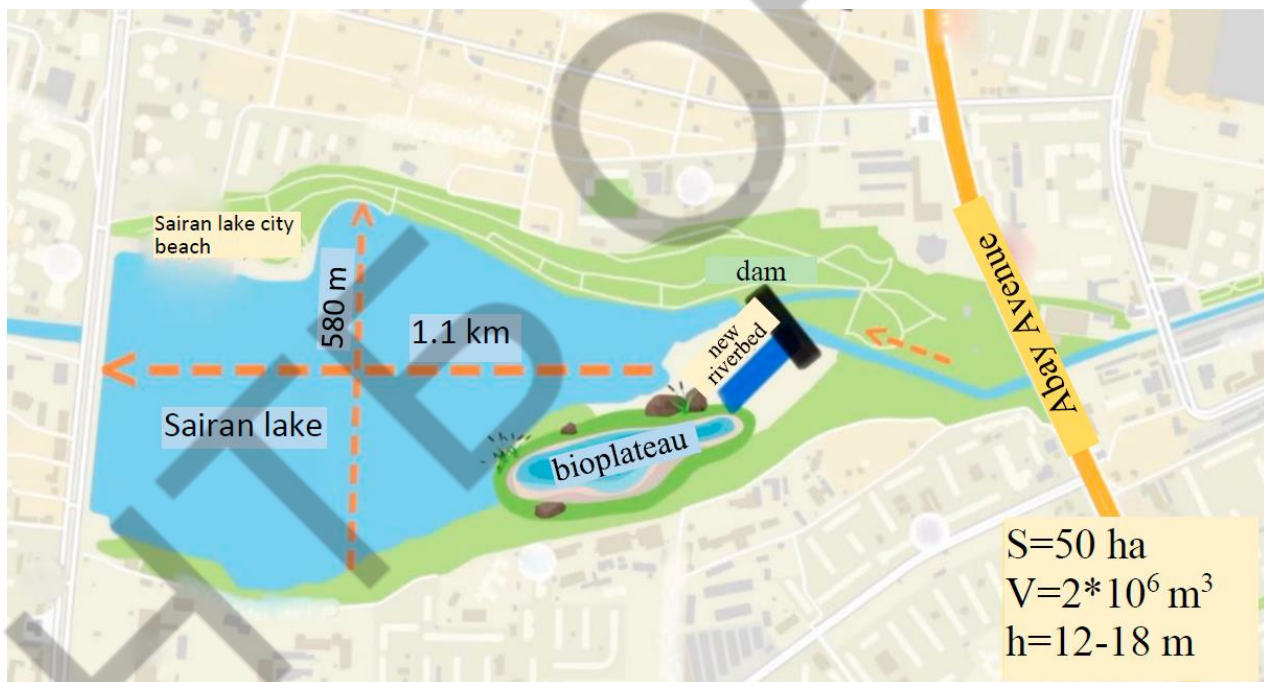 Sairan lake city
beach
580 m
1.1 km
Sairan lake
dam
new
riverbed
bioplateau
Abay Avenue
S=50 ha
V=2*10⁶ m³
h=12-18 m